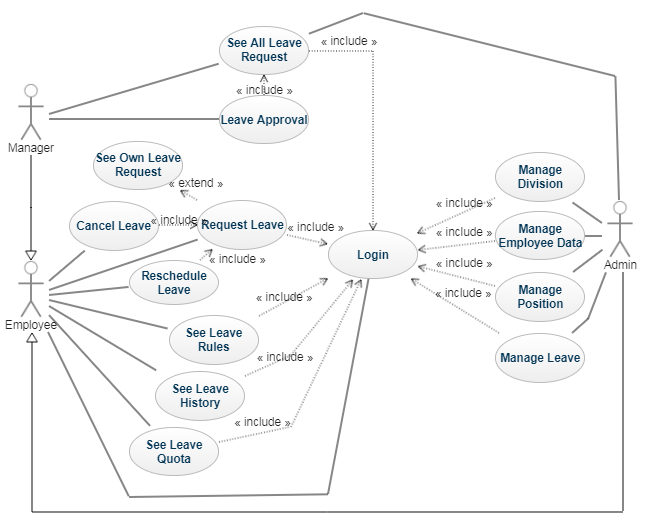 See All Leave
Request
« include »
« include »
Leave Approval
Manager
See Own Leave
Request
« extend »
Manage
Division
« include »
Cancel Leave
« include »
Request Leave
« include »
Manage
Employee Data
« include »
Login
« include »
Admin
« include »
Reschedule
Leave
Manage
Position
« include »
« include »
Employee
See Leave
Rules
« include »
Manage Leave
See Leave
History
« include »
See Leave
Quota